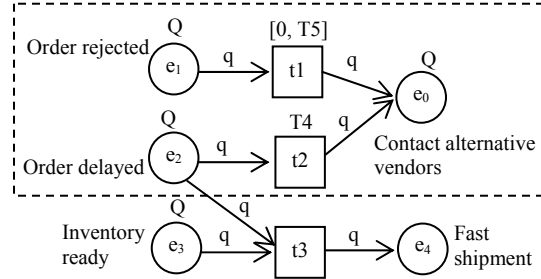 Q [0, T5]
Order rejected e1 q t1 q Q
e0
Q T4 q
Order delayed e2 q t2 Contact alternative
vendors
Q q
Inventory
ready e3 q t3 q e4 Fast
shipment